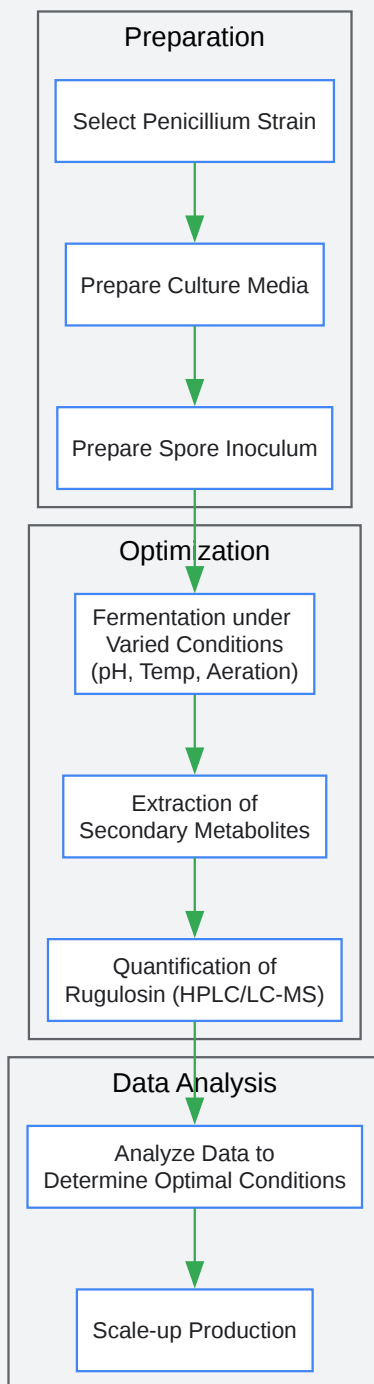 Preparation
Select Penicillium Strain
Prepare Culture Media
Prepare Spore Inoculum
Optimization
Fermentation under
Varied Conditions
(pH, Temp, Aeration)
Extraction of
Secondary Metabolites
Quantification of
Rugulosin (HPLC/LC-MS)
Data Analysis
Analyze Data to
Determine Optimal Conditions
Scale-up Production